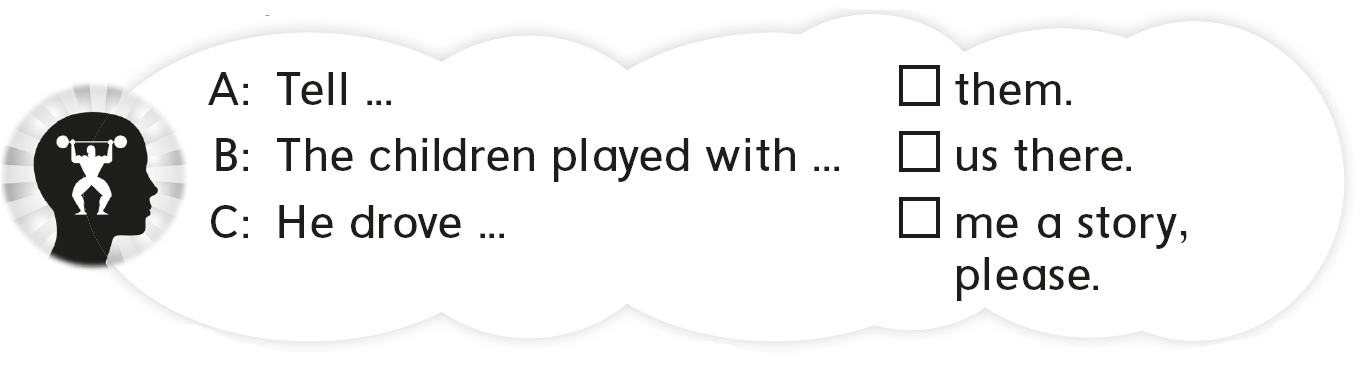 A: Tell ... ☐ them.
B: The children played with ... ☐ us there.
C: He drove ... ☐ me a story,
please.